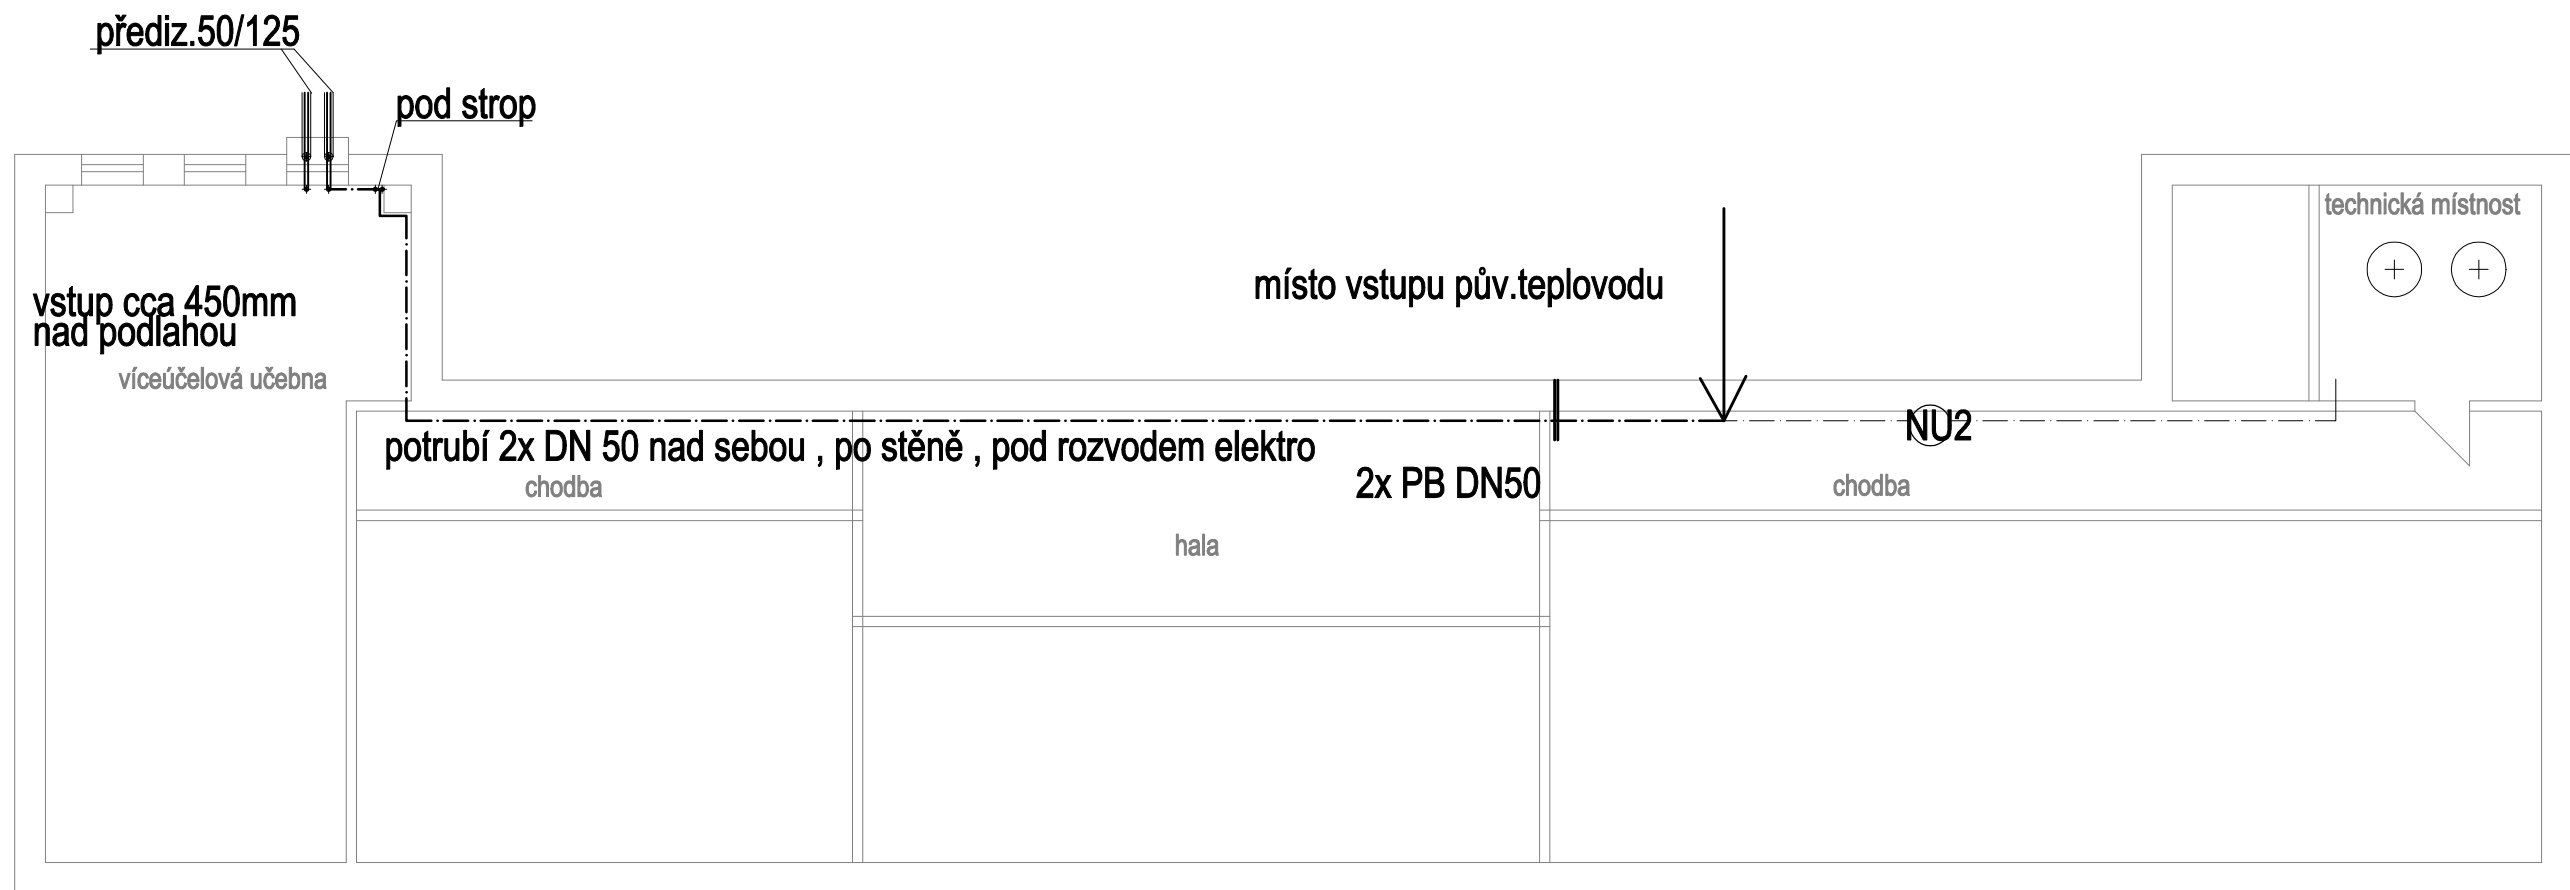 přediz.50/125
pod strop
technická místnost
vstup cca 450mm
nad podlahou
místo vstupu pův.teplovodu
víceúčelová učebna
NU2
potrubí 2x DN 50 nad sebou , po stěně , pod rozvodem elektro
2x PB DN50
chodba
chodba
hala